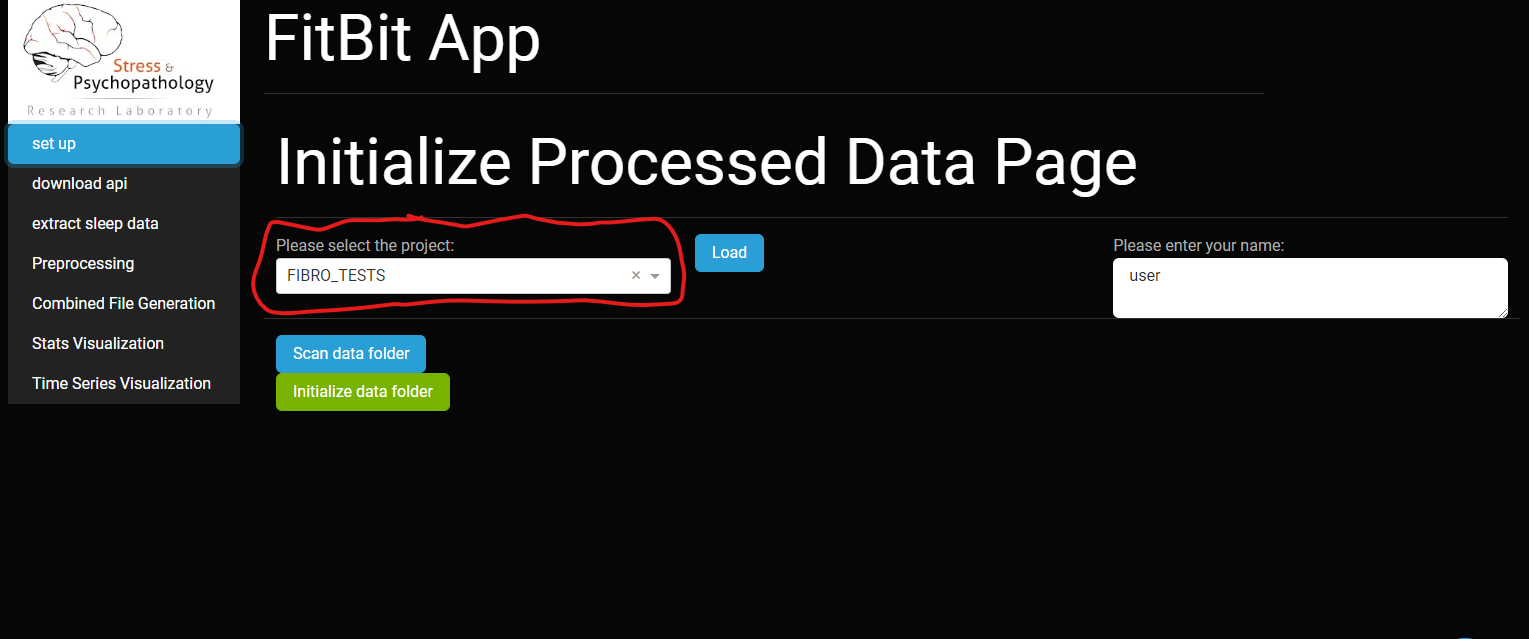 Stress &
Psychopathology
Research Laboratory
set up
download api
extract sleep data
Preprocessing
Combined File Generation
Stats Visualization
Time Series Visualization
FitBit App
Initialize Processed Data Page
Please select the project:
FIBRO_TESTS
Load
Please enter your name:
user
Scan data folder
Initialize data folder